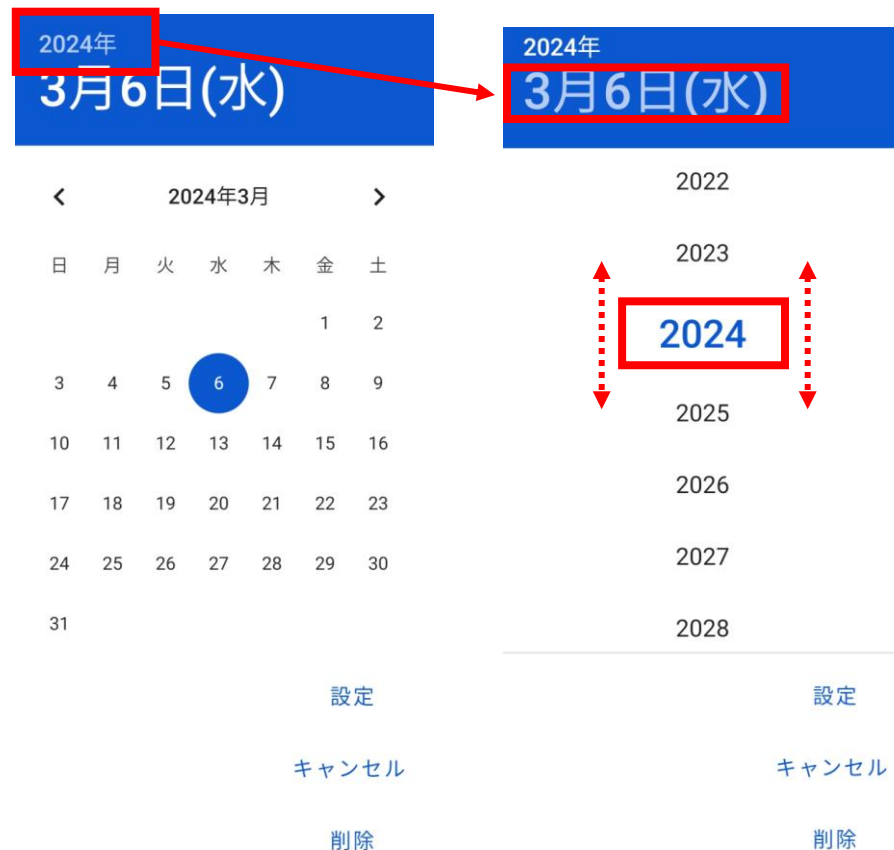 2024年
3月6日(水)
2024年3月
日 月 火 水 木 金 土
1 2
3 4 5 6 7 8 9
10 11 12 13 14 15 16
17 18 19 20 21 22 23
24 25 26 27 28 29 30
31
設定
キャンセル
削除
2024年
3月6日(水)
2022
2023
2024
2025
2026
2027
2028
設定
キャンセル
削除